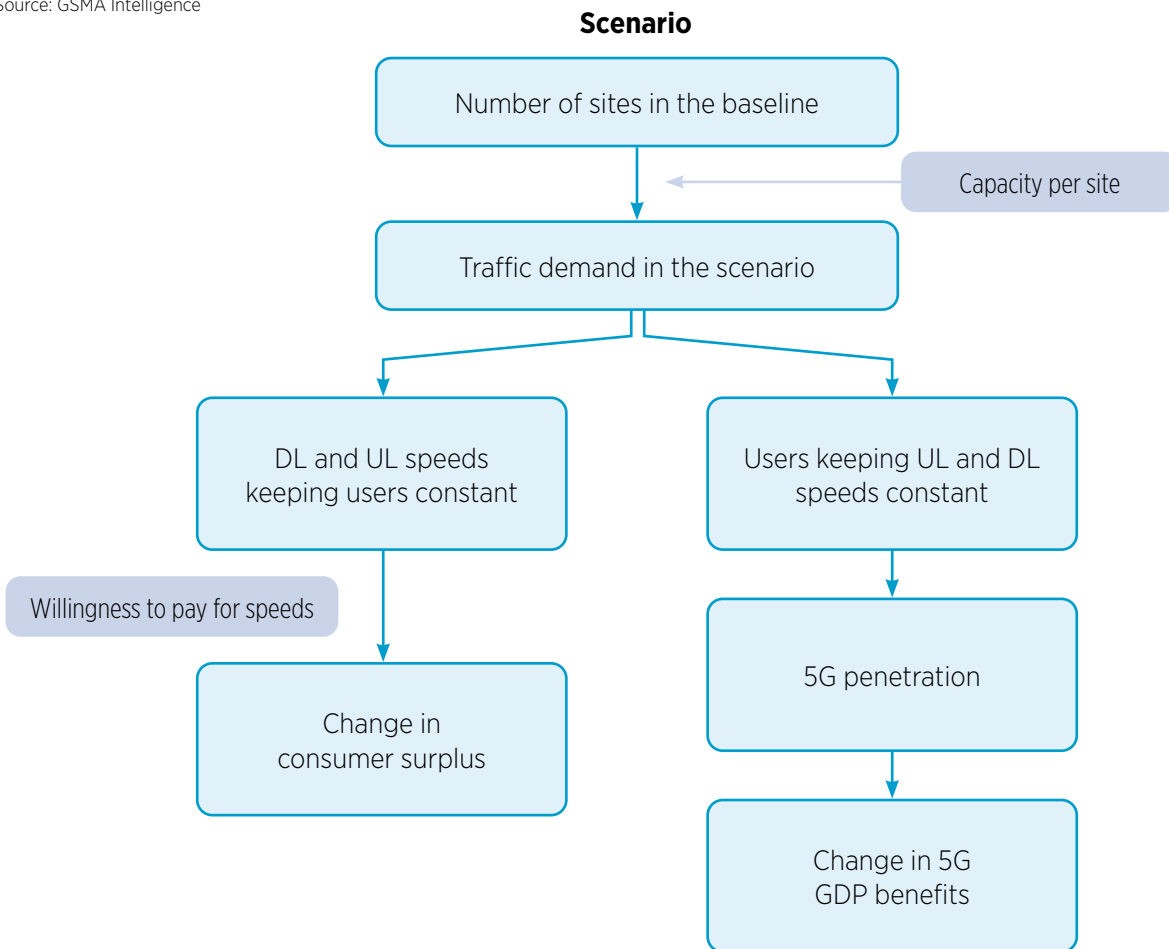 Source: GSMA Intelligence
Scenario
Number of sites in the baseline
Capacity per site
Traffic demand in the scenario
DL and UL speeds
keeping users constant
Users keeping UL and DL
speeds constant
Willingness to pay for speeds
5G penetration
Change in
consumer surplus
Change in 5G
GDP benefits